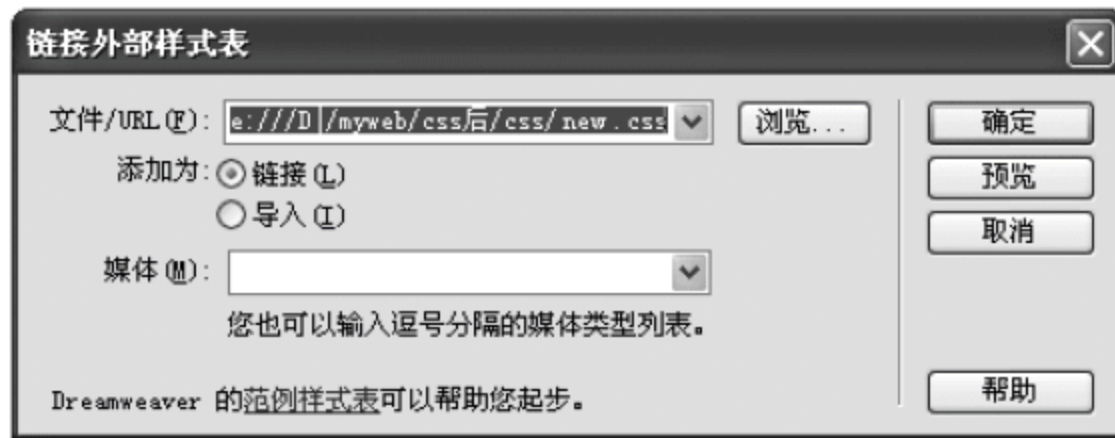 链接外部样式表
文件/URL(F): e:///D|/myweb/css后/css/new.css 浏览... 确定
添加为: 链接(L) 预览
导入(I) 取消
媒体(M):
您也可以输入逗号分隔的媒体类型列表。
Dreamweaver 的范例样式表可以帮助您起步。 帮助